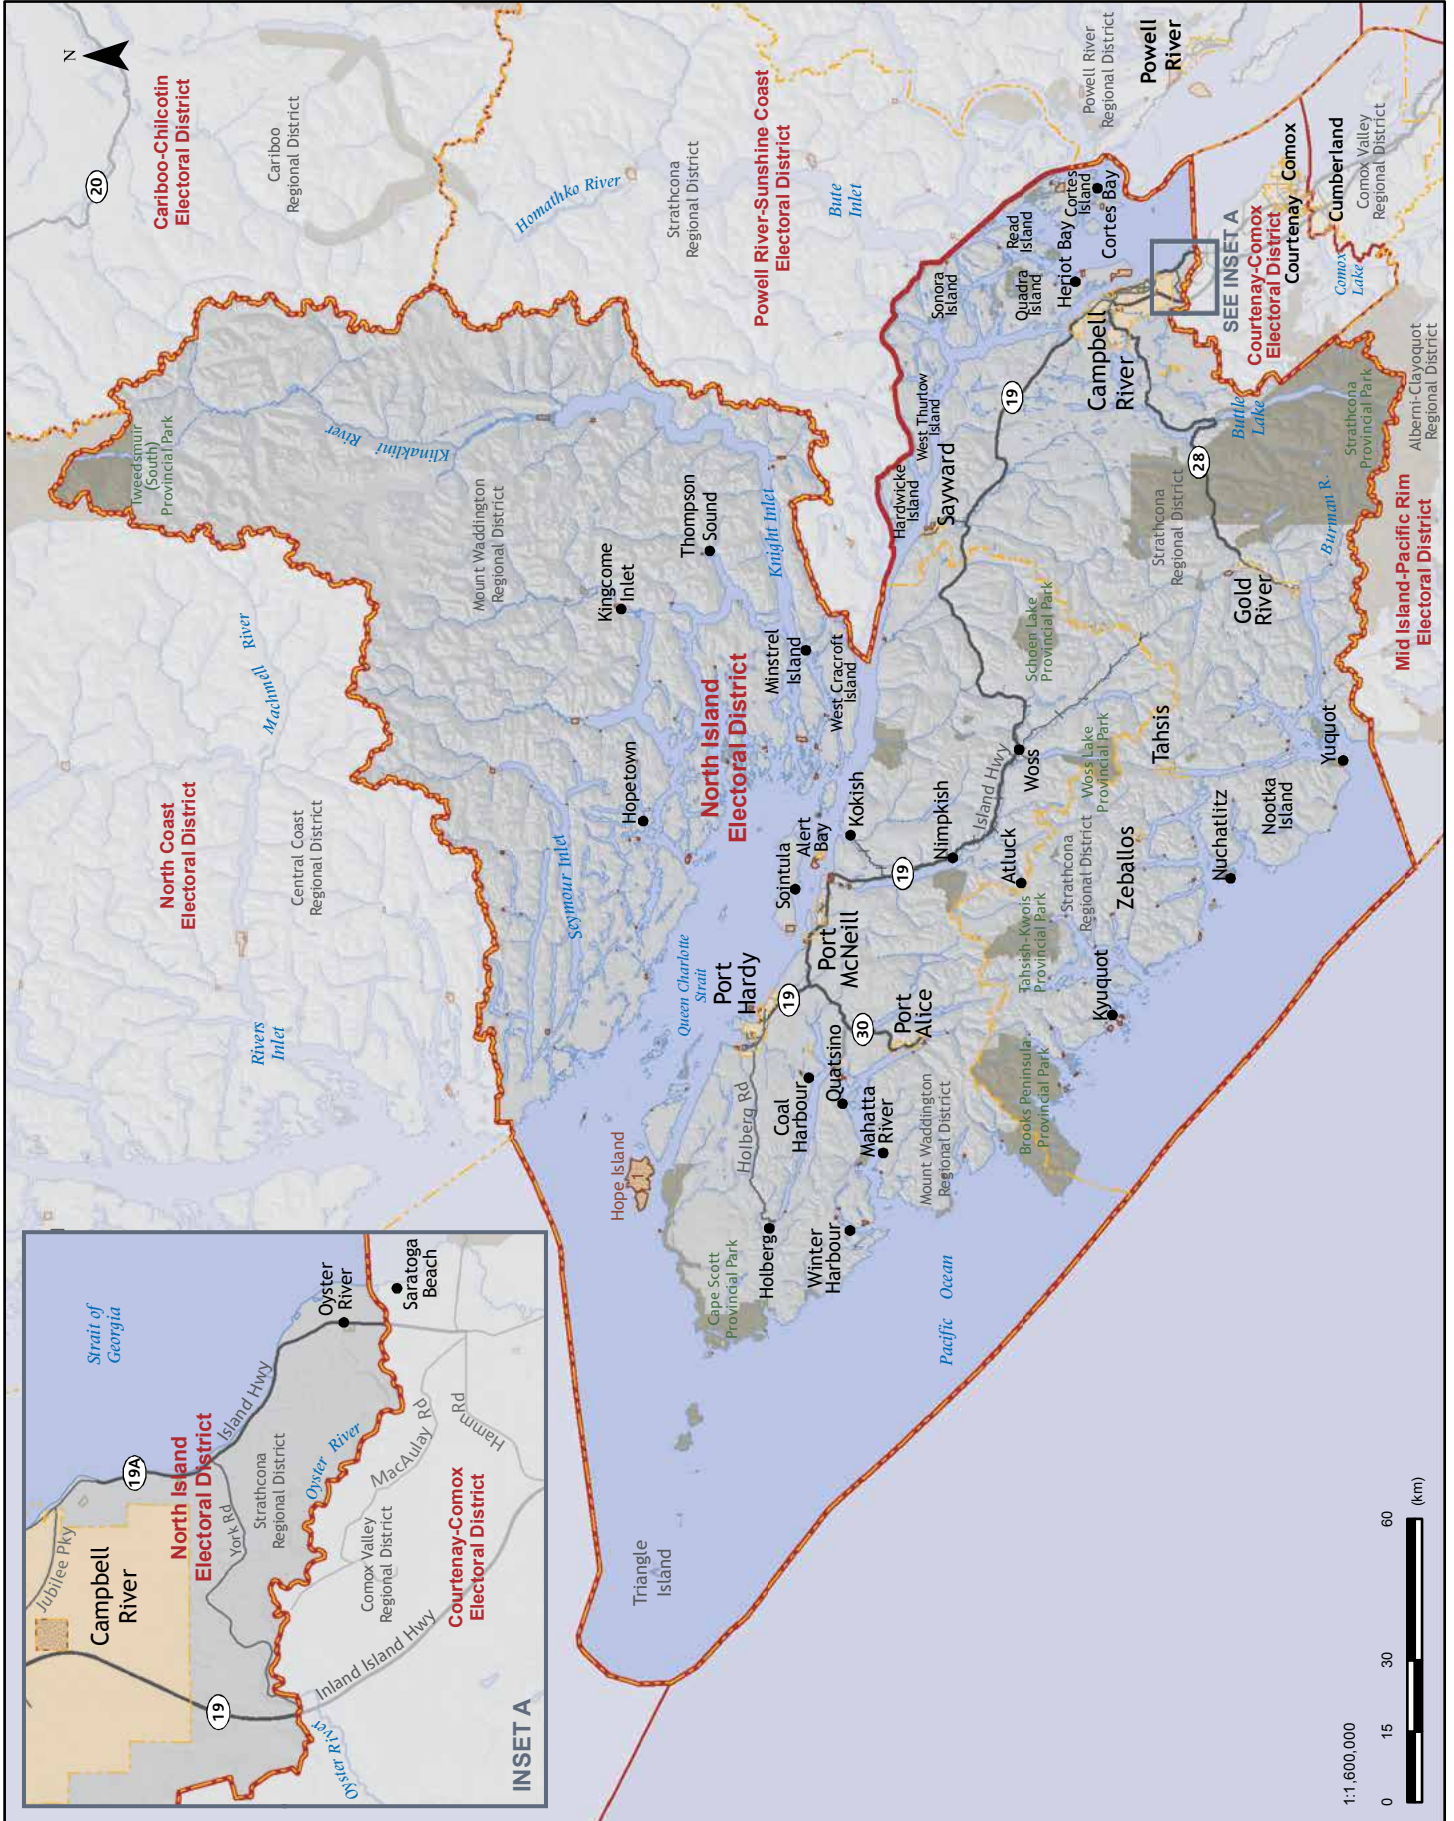 INSET A
Strait of
Georgia
Jubilee Pky
Campbell
River
19A
North Island
Electoral District
Island Hwy
York Rd
Strathcona
Regional District
19
Oyster River
Oyster
River
Saratoga
Beach
MacAulay Rd
Hamm
Rd
Comox Valley
Regional District
Courtenay-Comox
Electoral District
Inland Island Hwy
Oyster River
N
20
Cariboo-Chilcotin
Electoral District
Cariboo
Regional District
Homathko River
Strathcona
Regional District
Powell River-Sunshine Coast
Electoral District
Bute
Inlet
Powell River
Regional District
Powell
River
North Coast
Electoral District
Central Coast
Regional District
Rivers
Inlet
Machmell River
Tweedsmuir
(South)
Provincial Park
Klinaklini River
Mount Waddington
Regional District
Kingcome
Inlet
Thompson
Sound
Knight Inlet
Minstrel
Island
West Cracroft
Island
North Island
Electoral District
Hopetown
Seymour Inlet
Queen Charlotte
Strait
Hope Island
1
Port
Hardy
19
Port
McNeill
Sointula
Alert
Bay
Kokish
19
Nimpkish
Island Hwy
Woss
30
Port
Alice
Holberg Rd
Coal
Harbour
Quatsino
Mahatta
River
Mount Waddington
Regional District
Cape Scott
Provincial Park
Holberg
Winter
Harbour
Triangle
Island
Pacific Ocean
Brooks Peninsula
Provincial Park
Tahsish-Kwois
Provincial Park
Atluck
Strathcona
Regional District
Kyuquot
Zeballos
Woss Lake
Provincial Park
Schoen Lake
Provincial Park
Tahsis
Nuchatlitz
Nootka
Island
Yuquot
Gold
River
Strathcona
Regional District
28
Burman R.
Buttle
Lake
Strathcona
Provincial Park
Hardwicke
Island
West Thurlow
Island
Sayward
19
Sonora
Island
Quadra
Island
Read
Island
Heriot Bay
Cortes
Island
Cortes Bay
Campbell
River
SEE INSET A
Courtenay-Comox
Electoral District
Courtenay
Comox
Cumberland
Comox Valley
Regional District
Comox
Lake
Alberni-Clayoquot
Regional District
Mid Island-Pacific Rim
Electoral District
1:1,600,000
0 15 30 60
(km)